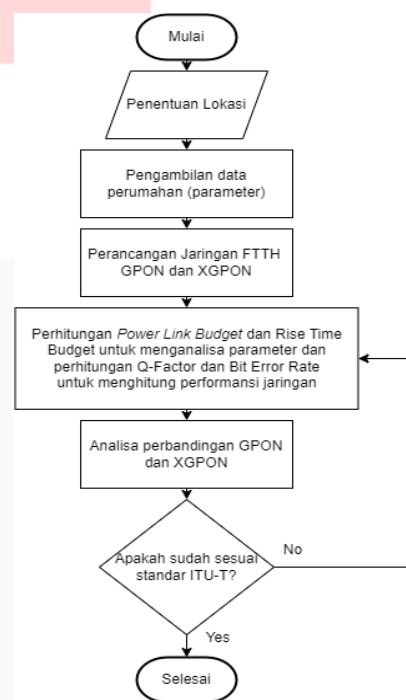 Mulai
Penentuan Lokasi
Pengambilan data
perumahan (parameter)
Perancangan Jaringan FTTH
GPON dan XGPON
Perhitungan Power Link Budget dan Rise Time
Budget untuk menganalisa parameter dan
perhitungan Q-Factor dan Bit Error Rate
untuk menghitung performansi jaringan
Analisa perbandingan GPON
dan XGPON
Apakah sudah sesuai
standar ITU-T?
No
Yes
Selesai